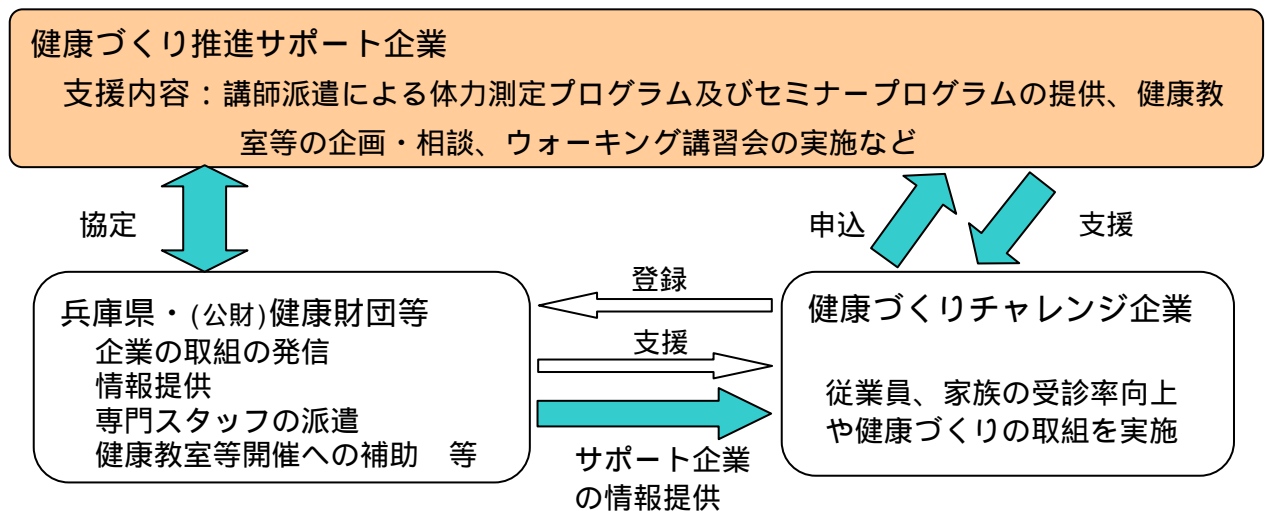 健康づくり推進サポート企業
支援内容：講師派遣による体力測定プログラム及びセミナープログラムの提供、健康教
室等の企画・相談、ウォーキング講習会の実施など
協定
申込
支援
登録
支援
サポート企業
の情報提供
兵庫県・(公財)健康財団等
企業の取組の発信
情報提供
専門スタッフの派遣
健康教室等開催への補助　等
健康づくりチャレンジ企業
従業員、家族の受診率向上
や健康づくりの取組を実施